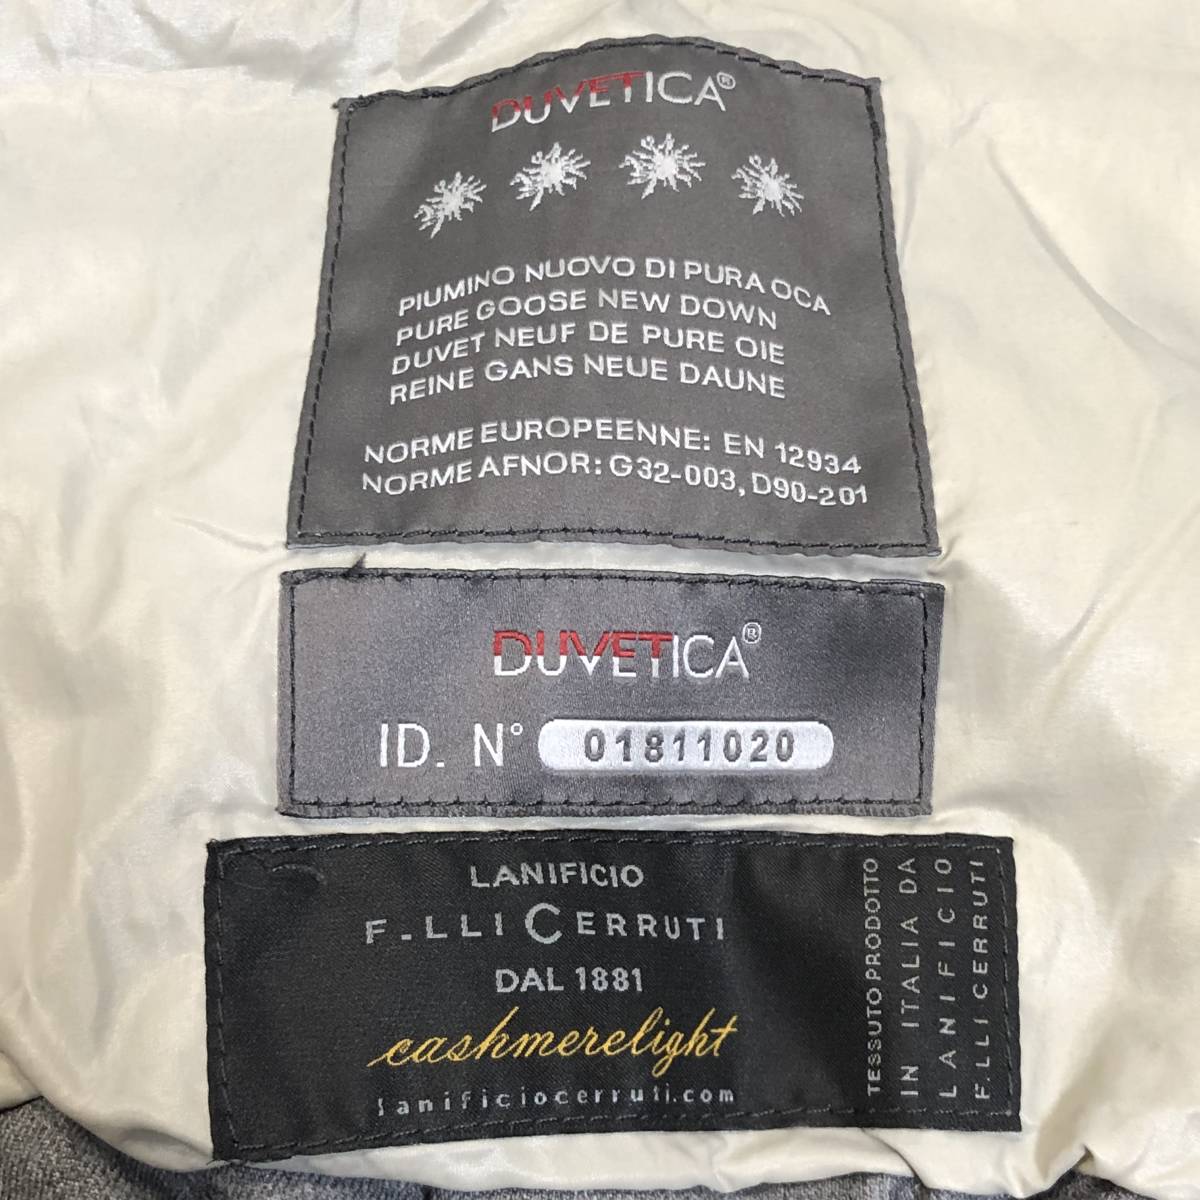 DUVETICA®
PIUMINO NUOVO DI PURA OCA
PURE GOOSE NEW DOWN
DUVET NEUF DE PURE OIE
REINE GANS NEUE DAUNE
NORME EUROPEENNE: EN 12934
NORME AFNOR: G32-003, D90-201
DUVETICA®
ID. N° 01811020
LANIFICIO
F.LLI CERRUTI
DAL 1881
cashmerelight
lanificiocerruti.com
TESSUTO PRODOTTO
IN ITALIA DA
LANIFICIO
F.LLI CERRUTI